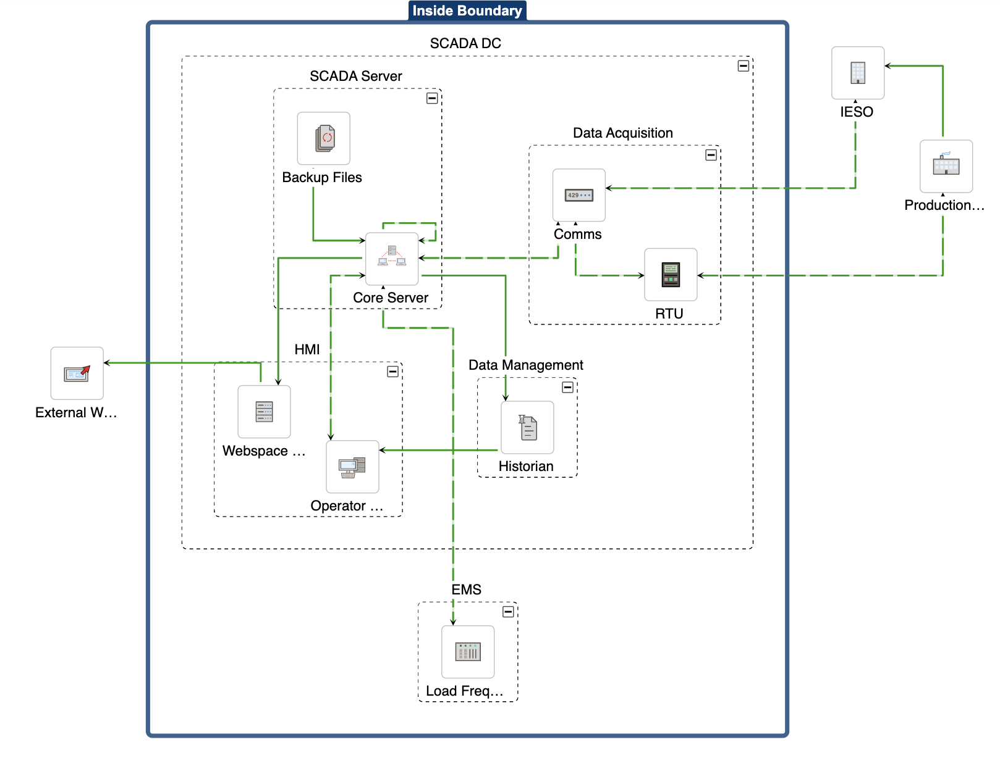 Inside Boundary
SCADA DC
SCADA Server
Backup Files
Core Server
Data Acquisition
429
Comms
RTU
IESO
Production...
HMI
Webspace ...
Operator ...
Data Management
Historian
External W...
EMS
Load Freq...